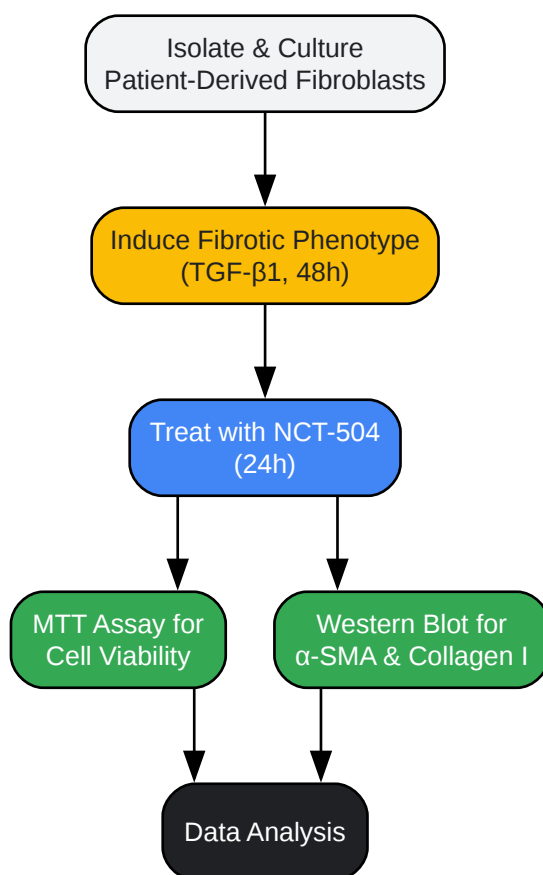 Isolate & Culture
Patient-Derived Fibroblasts
Induce Fibrotic Phenotype
(TGF-β1, 48h)
Treat with NCT-504
(24h)
MTT Assay for
Cell Viability
Western Blot for
α-SMA & Collagen I
Data Analysis